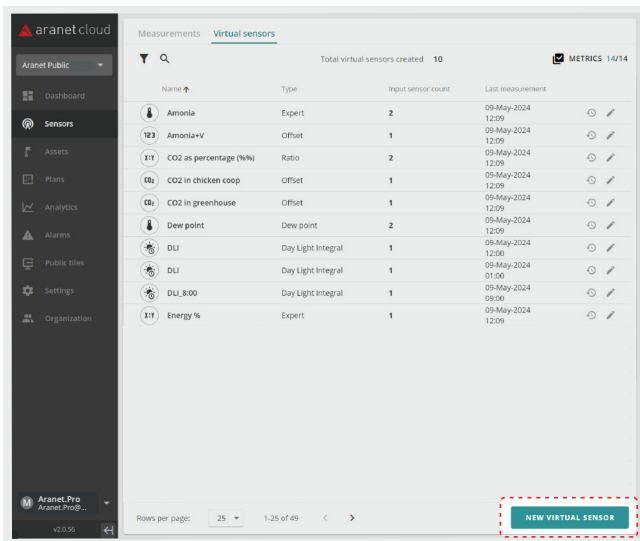 aranet cloud
Measurements Virtual sensors
Aranet Public
Total virtual sensors created 10
METRICS 14/14
Dashboard
Sensors
Assets
Plans
Analytics
Alarms
Public tiles
Settings
Organization
Name Type Input sensor count Last measurement
Amonia Expert 2 09-May-2024 12:09
123 Amonia+V Offset 1 09-May-2024 12:09
X:Y CO2 as percentage (%%) Ratio 2 09-May-2024 12:09
CO2 CO2 in chicken coop Offset 1 09-May-2024 12:09
CO2 CO2 in greenhouse Offset 1 09-May-2024 12:09
Dew point Dew point 2 09-May-2024 12:09
DLI Day Light Integral 1 09-May-2024 12:00
DLI Day Light Integral 1 09-May-2024 01:00
DLI_8:00 Day Light Integral 1 09-May-2024 09:00
X:Y Energy % Expert 1 09-May-2024 12:09
M Aranet.Pro
Aranet.Pro@...
v2.0.56
Rows per page: 25 1-25 of 49
NEW VIRTUAL SENSOR